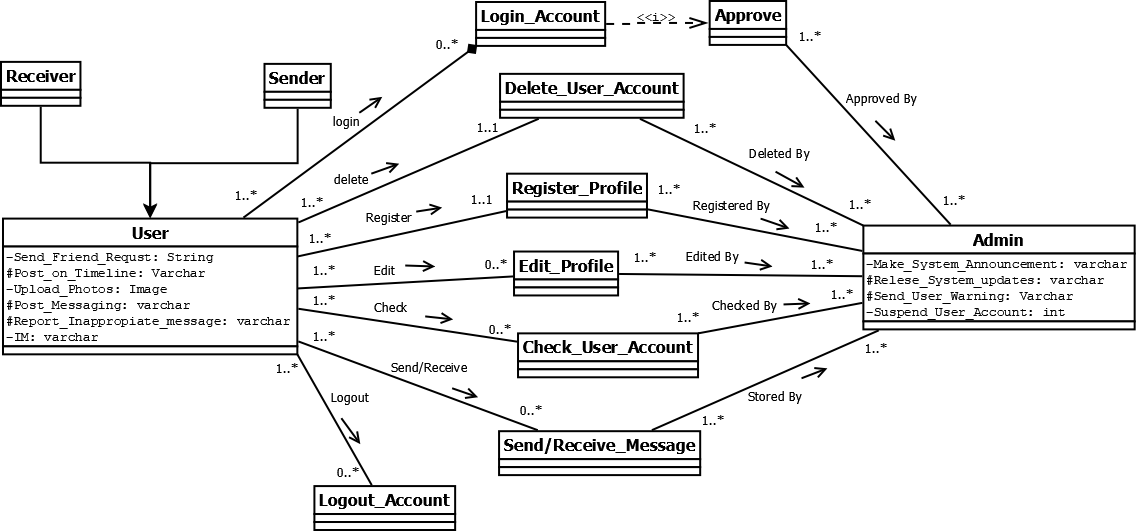 Login_Account
<<i>>
Approve
0..*
1..*
Receiver
Sender
Delete_User_Account
login
Approved By
1..1
1..*
delete
Deleted By
1..*
1..*
Register_Profile
1..1
1..*
Register
Registered By
1..*
1..*
1..*
1..*
User
-Send_Friend_Requst: String
#Post_on_Timeline: Varchar
-Upload_Photos: Image
#Post_Messaging: varchar
#Report_Inappropiate_message: varchar
-IM: varchar
Admin
-Make_System_Announcement: varchar
#Relese_System_updates: varchar
#Send_User_Warning: Varchar
-Suspend_User_Account: int
1..*
Edit
0..*
Edit_Profile
1..*
Edited By
1..*
1..*
Check
0..*
Check_User_Account
1..*
Checked By
1..*
1..*
Send/Receive
0..*
Send/Receive_Message
1..*
Stored By
1..*
1..*
Logout
0..*
Logout_Account